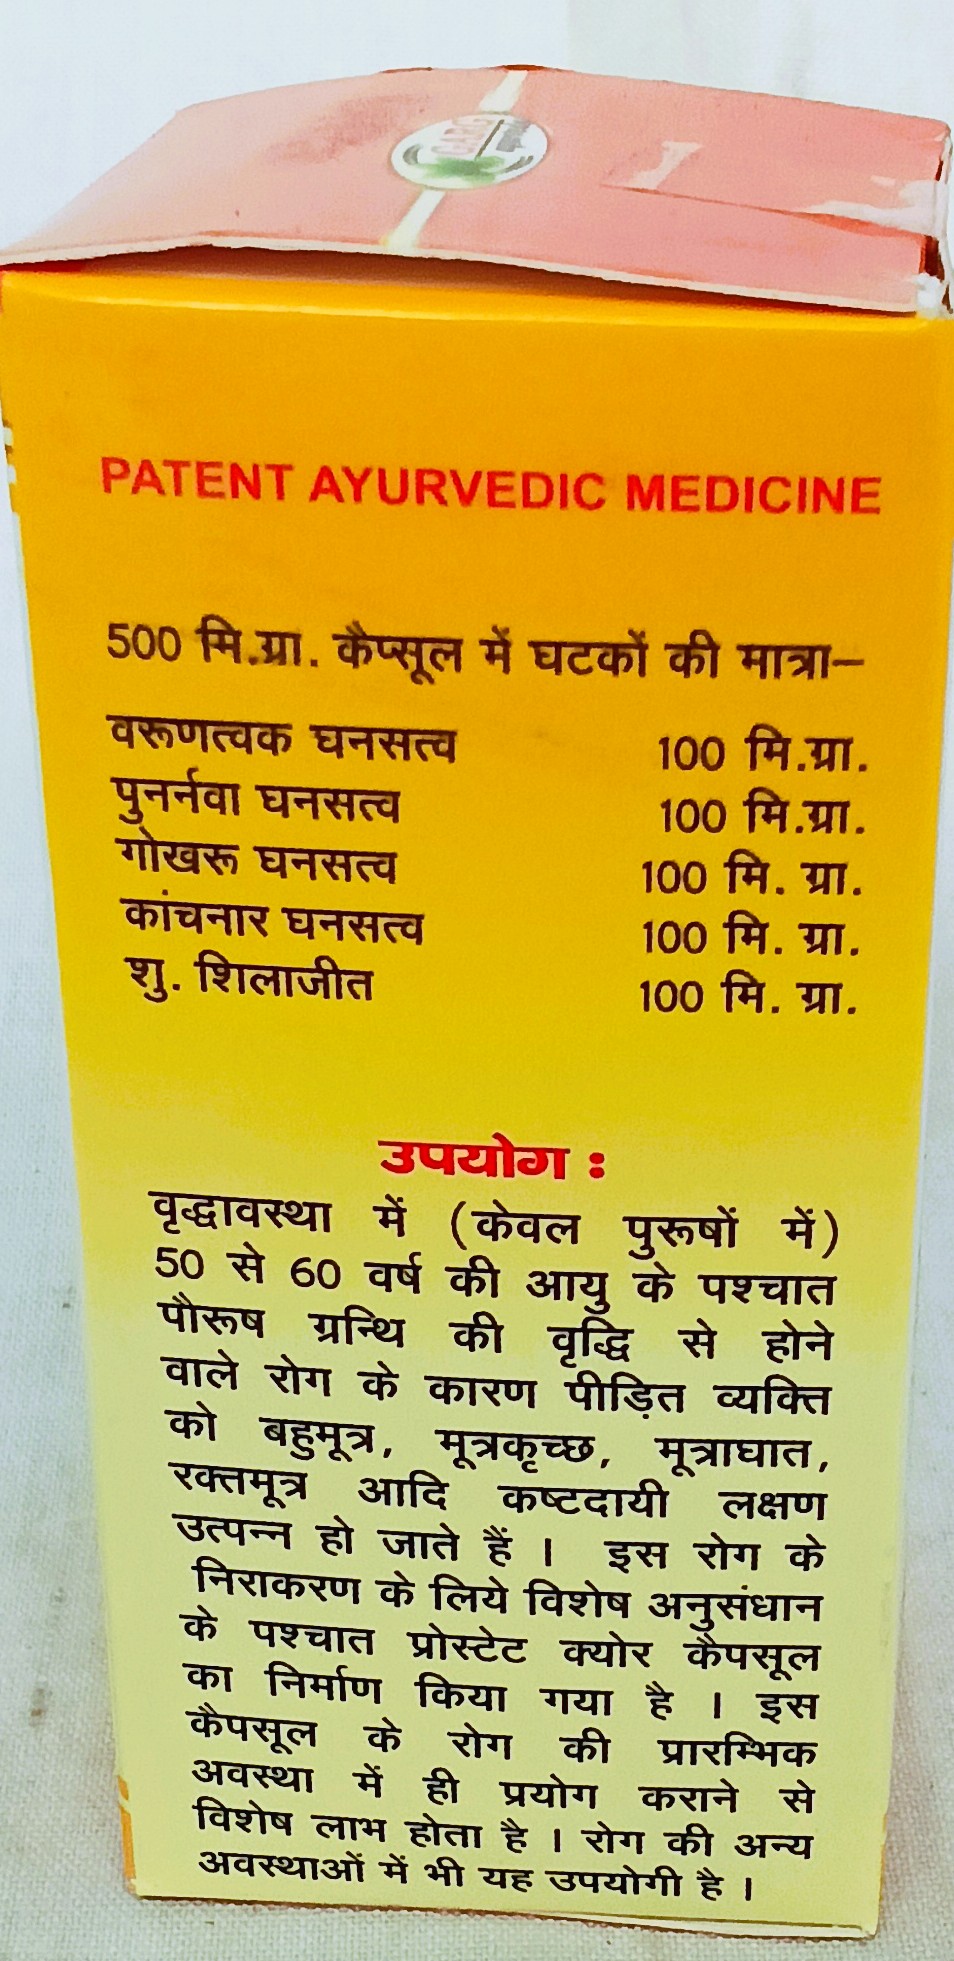 PATENT AYURVEDIC MEDICINE
500 मि.ग्रा. कैप्सूल में घटकों की मात्रा–
वरूणत्वक घनसत्व 100 मि.ग्रा.
पुनर्नवा घनसत्व 100 मि.ग्रा.
गोखरू घनसत्व 100 मि. ग्रा.
कांचनार घनसत्व 100 मि. ग्रा.
शु. शिलाजीत 100 मि. ग्रा.
उपयोग :
वृद्धावस्था में (केवल पुरूषों में)
50 से 60 वर्ष की आयु के पश्चात
पौरूष ग्रन्थि की वृद्धि से होने
वाले रोग के कारण पीड़ित व्यक्ति
को बहुमूत्र, मूत्रकृच्छ, मूत्राघात,
रक्तमूत्र आदि कष्टदायी लक्षण
उत्पन्न हो जाते हैं । इस रोग के
निराकरण के लिये विशेष अनुसंधान
के पश्चात प्रोस्टेट क्योर कैपसूल
का निर्माण किया गया है । इस
कैपसूल के रोग की प्रारम्भिक
अवस्था में ही प्रयोग कराने से
विशेष लाभ होता है । रोग की अन्य
अवस्थाओं में भी यह उपयोगी है ।